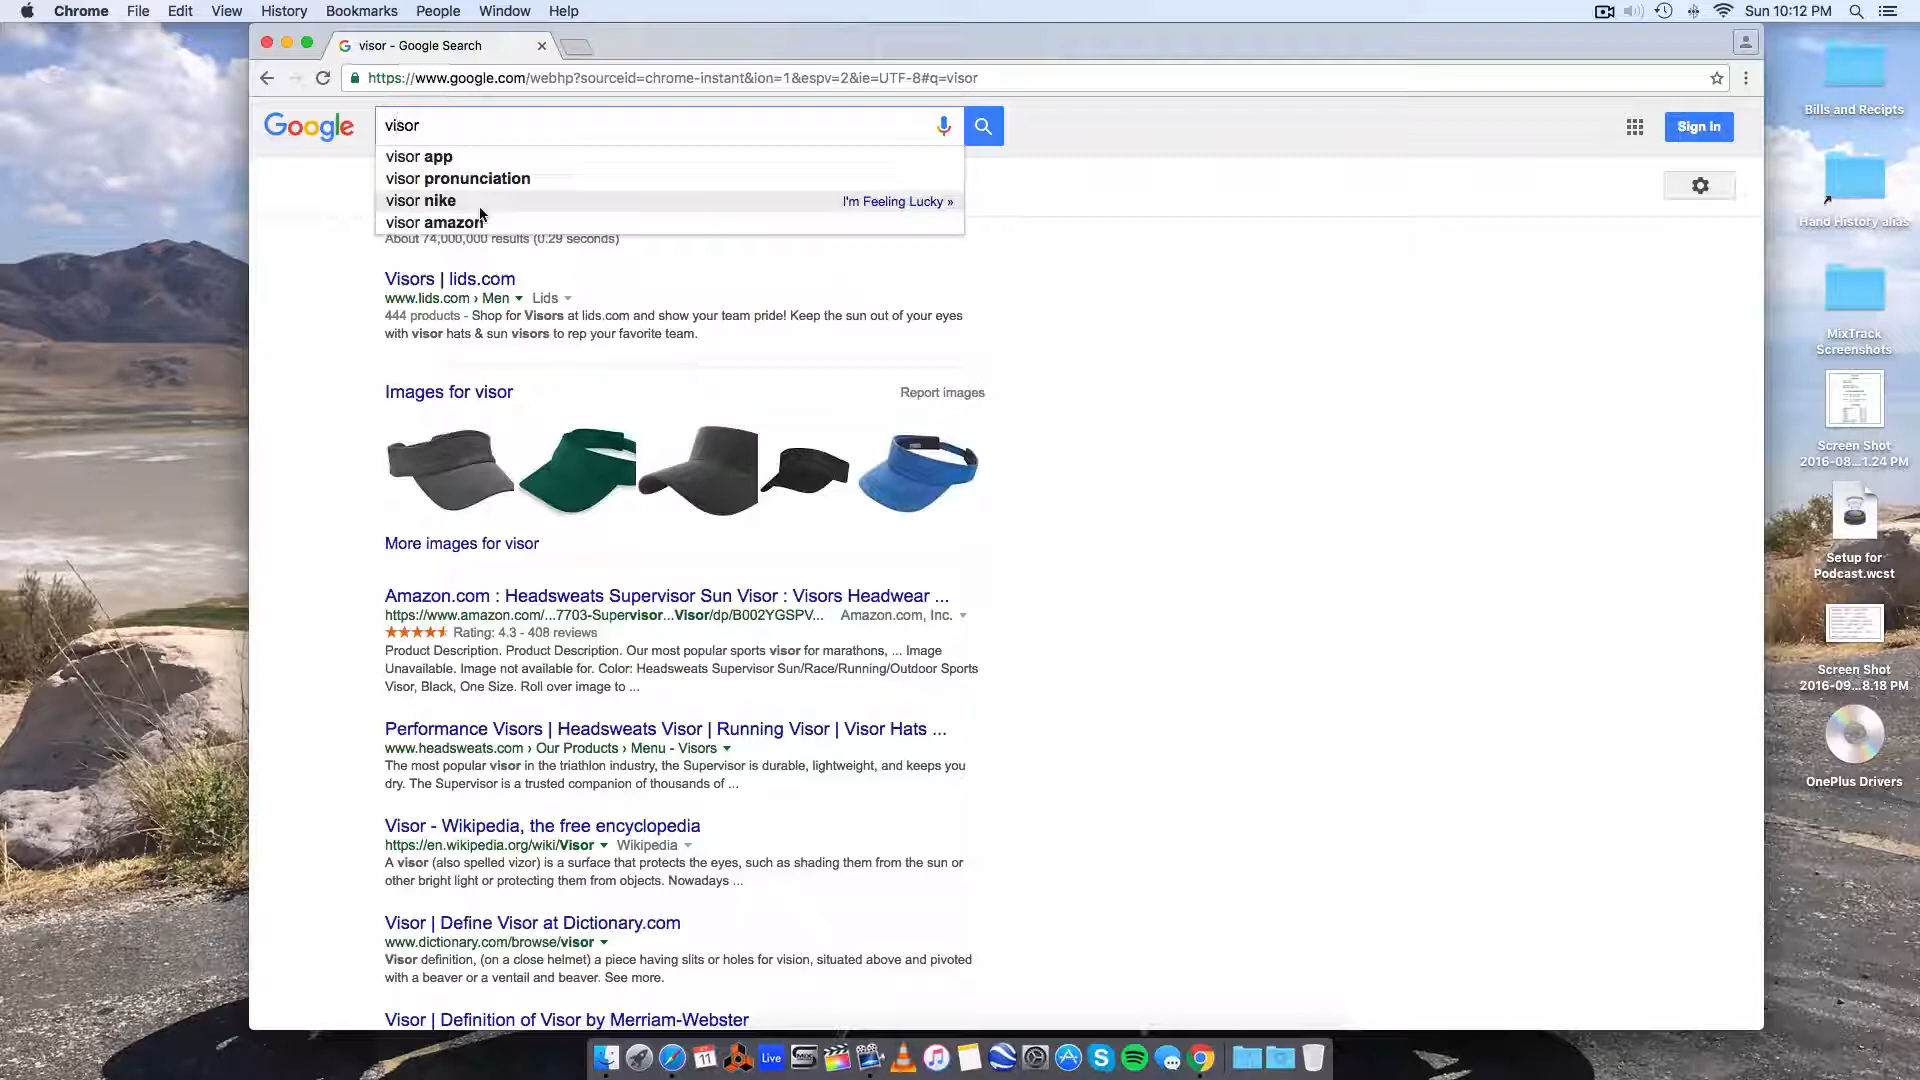 Chrome File Edit View History Bookmarks People Window Help Sun 10:12 PM
visor - Google Search
https://www.google.com/webhp?sourceid=chrome-instant&ion=1&espv=2&ie=UTF-8#q=visor
Google visor Sign in
visor app
visor pronunciation
visor nike I'm Feeling Lucky »
visor amazon
About 74,000,000 results (0.29 seconds)
Visors | lids.com
www.lids.com › Men Lids
444 products - Shop for Visors at lids.com and show your team pride! Keep the sun out of your eyes
with visor hats & sun visors to rep your favorite team.
Images for visor Report images
More images for visor
Amazon.com : Headsweats Supervisor Sun Visor : Visors Headwear ...
https://www.amazon.com/...7703-Supervisor...Visor/dp/B002YGSPV... Amazon.com, Inc.
Rating: 4.3 - 408 reviews
Product Description. Product Description. Our most popular sports visor for marathons, ... Image
Unavailable. Image not available for. Color: Headsweats Supervisor Sun/Race/Running/Outdoor Sports
Visor, Black, One Size. Roll over image to ...
Performance Visors | Headsweats Visor | Running Visor | Visor Hats ...
www.headsweats.com › Our Products › Menu - Visors
The most popular visor in the triathlon industry, the Supervisor is durable, lightweight, and keeps you
dry. The Supervisor is a trusted companion of thousands of ...
Visor - Wikipedia, the free encyclopedia
https://en.wikipedia.org/wiki/Visor Wikipedia
A visor (also spelled vizor) is a surface that protects the eyes, such as shading them from the sun or
other bright light or protecting them from objects. Nowadays ...
Visor | Define Visor at Dictionary.com
www.dictionary.com/browse/visor
Visor definition, (on a close helmet) a piece having slits or holes for vision, situated above and pivoted
with a beaver or a ventail and beaver. See more.
Visor | Definition of Visor by Merriam-Webster
Bills and Recipts
Hand History alias
MixTrack
Screenshots
Screen Shot
2016-08...1.24 PM
Setup for
Podcast.wcst
Screen Shot
2016-09...8.18 PM
OnePlus Drivers
11
Live